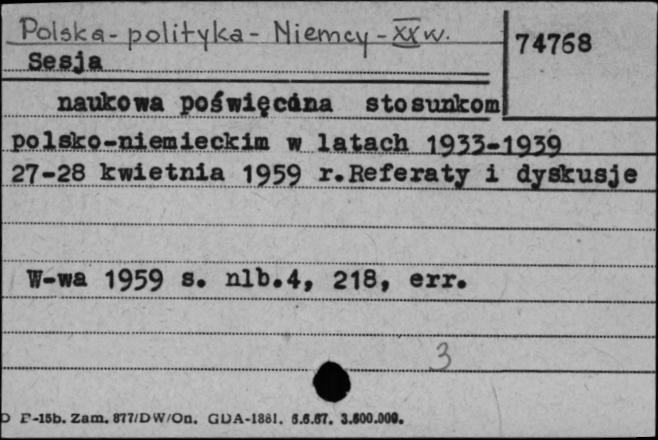 Polska - polityka - Niemcy - XX w.
74768
Sesja
naukowa poświęcona stosunkom
polsko-niemieckim w latach 1933-1939
27-28 kwietnia 1959 r.Referaty i dyskusje
W-wa 1959 s. nlb.4, 218, err.
3
F-15b. Zam. 877/DW/On. GDA-1881. 6.6.67. 3.600.000.